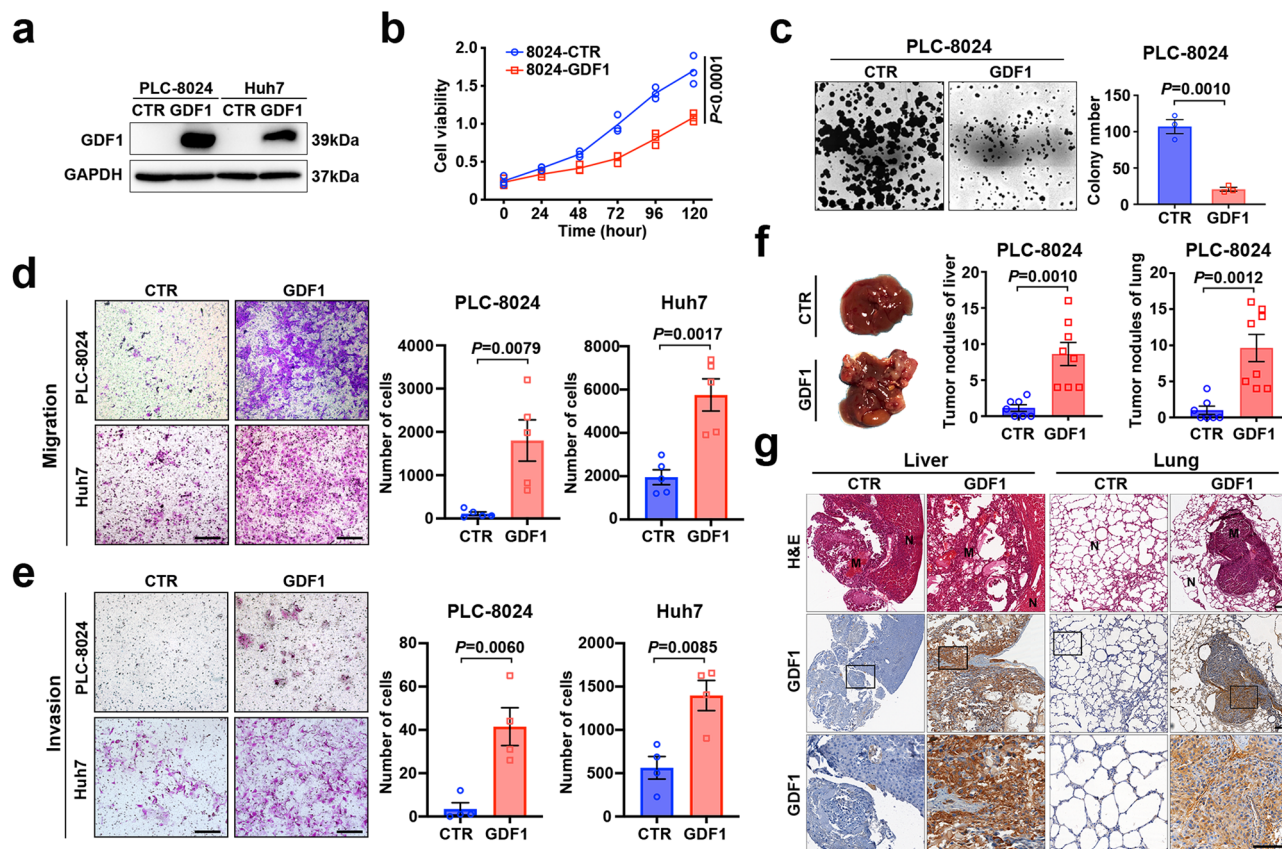 a
PLC-8024 Huh7
CTR GDF1 CTR GDF1
GDF1 39kDa
GAPDH 37kDa
b
8024-CTR
8024-GDF1
2.0
1.5
1.0
0.5
0
Cell viability
P<0.0001
0 24 48 72 96 120
Time (hour)
c
PLC-8024
CTR GDF1
PLC-8024
P=0.0010
150
100
50
0
Colony nmber
CTR GDF1
d
Migration
CTR GDF1
PLC-8024
Huh7
PLC-8024
P=0.0079
4000
3000
2000
1000
0
Number of cells
CTR GDF1
Huh7
P=0.0017
8000
6000
4000
2000
0
Number of cells
CTR GDF1
e
Invasion
CTR GDF1
PLC-8024
Huh7
PLC-8024
P=0.0060
60
40
20
0
Number of cells
CTR GDF1
Huh7
P=0.0085
2000
1500
1000
500
0
Number of cells
CTR GDF1
f
CTR
GDF1
PLC-8024
P=0.0010
20
15
10
5
0
Tumor nodules of liver
CTR GDF1
PLC-8024
P=0.0012
20
15
10
5
0
Tumor nodules of lung
CTR GDF1
g
Liver Lung
CTR GDF1 CTR GDF1
H&E
M N M N N M N
GDF1
GDF1